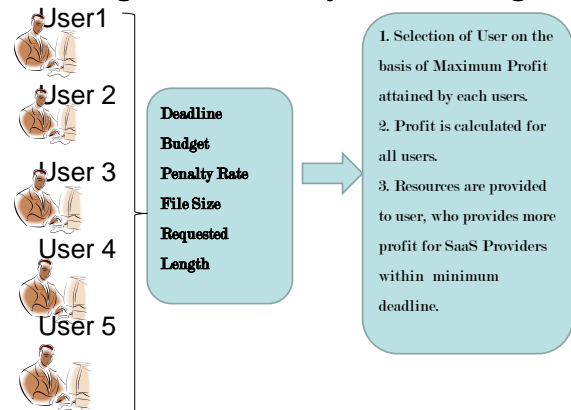 User1
User 2
User 3
User 4
User 5
Deadline
Budget
Penalty Rate
File Size
Requested
Length
1. Selection of User on the
basis of Maximum Profit
attained by each users.
2. Profit is calculated for
all users.
3. Resources are provided
to user, who provides more
profit for SaaS Providers
within minimum
deadline.